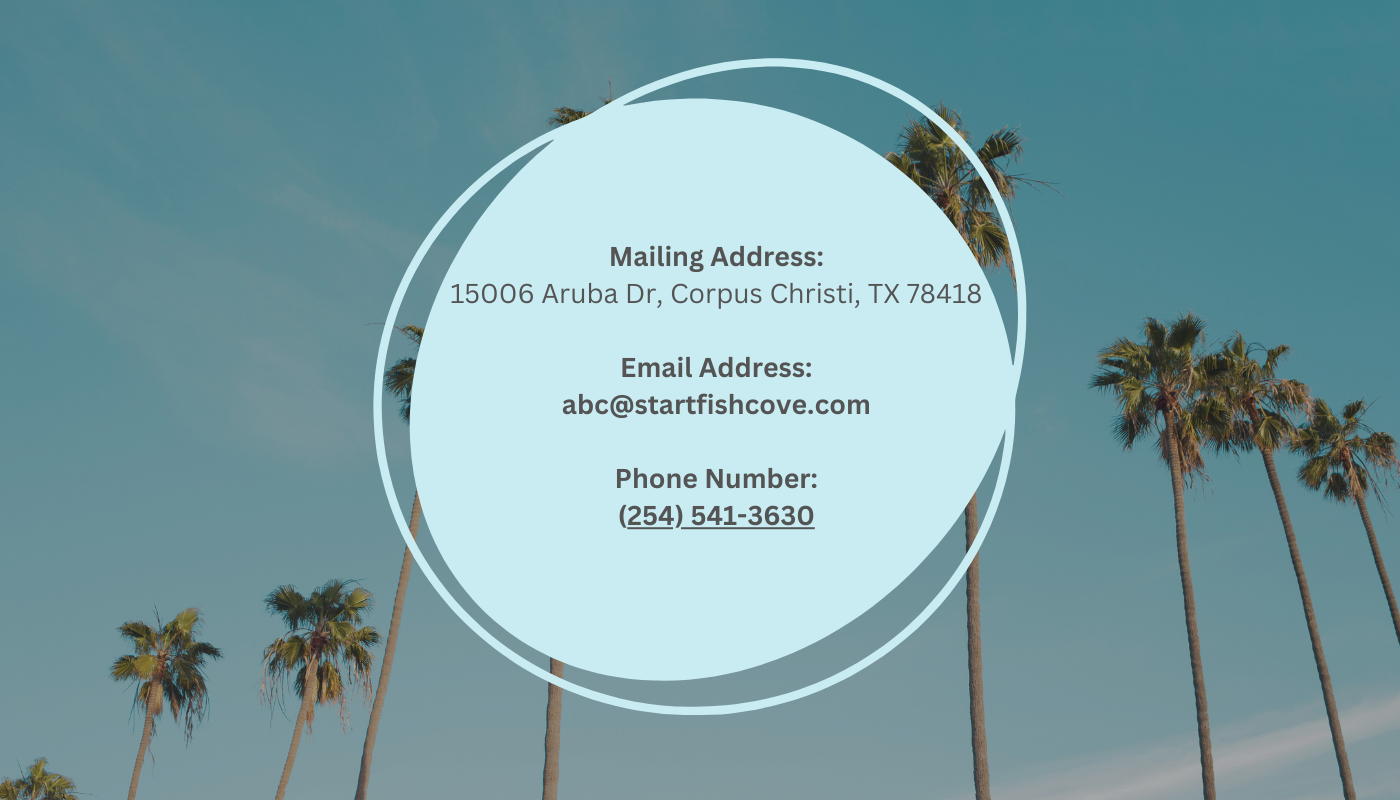 Mailing Address:
15006 Aruba Dr, Corpus Christi, TX 78418
Email Address:
abc@startfishcove.com
Phone Number:
(254) 541-3630